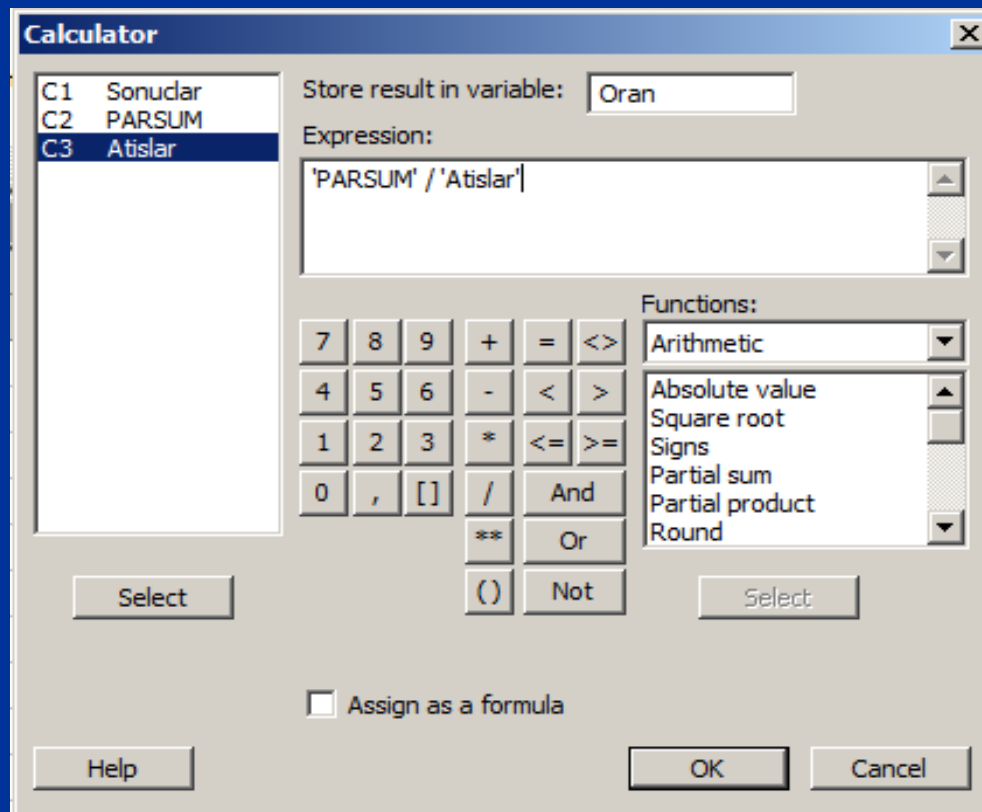 Calculator
C1 Sonuclar
C2 PARSUM
C3 Atislar
Store result in variable: Oran
Expression:
'PARSUM' / 'Atislar'
Functions:
Arithmetic
7 8 9 + = <>
4 5 6 - < >
1 2 3 * <= >=
0 , [] / And
** Or
() Not
Absolute value
Square root
Signs
Partial sum
Partial product
Round
Select
Select
Assign as a formula
Help
OK
Cancel